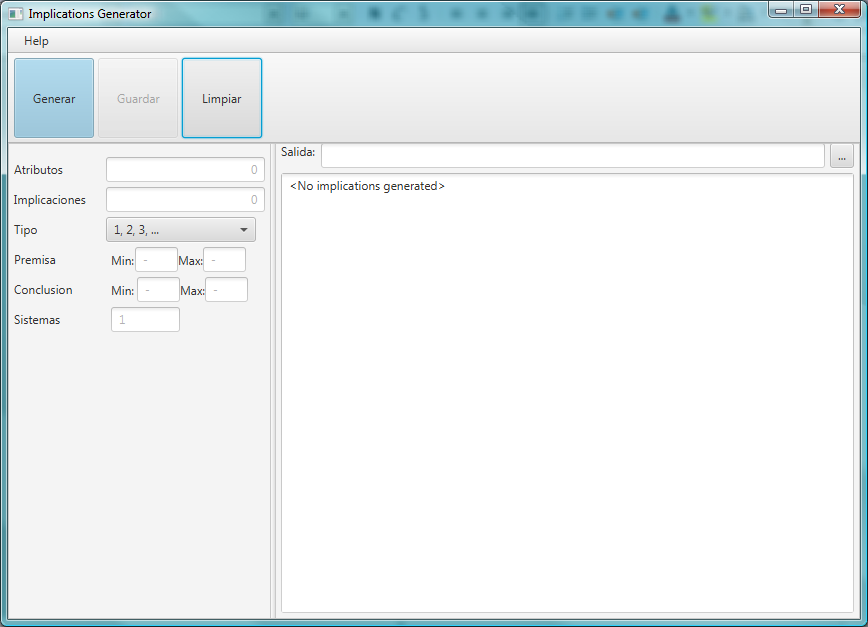 Implications Generator
Help
Generar Guardar Limpiar
Salida: ...
<No implications generated>
Atributos 0
Implicaciones 0
Tipo 1, 2, 3, ...
Premisa Min: - Max: -
Conclusion Min: - Max: -
Sistemas 1